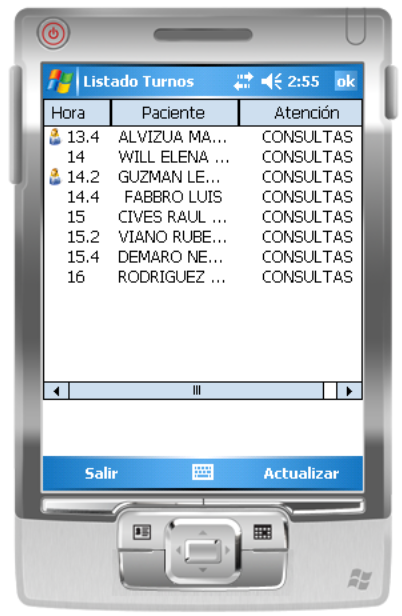 Listado Turnos 2:55 ok
Hora Paciente Atención
13.4 ALVIZUA MA... CONSULTAS
14 WILL ELENA ... CONSULTAS
14.2 GUZMAN LE... CONSULTAS
14.4 FABBRO LUIS CONSULTAS
15 CIVES RAUL ... CONSULTAS
15.2 VIANO RUBE... CONSULTAS
15.4 DEMARO NE... CONSULTAS
16 RODRIGUEZ ... CONSULTAS
Salir Actualizar